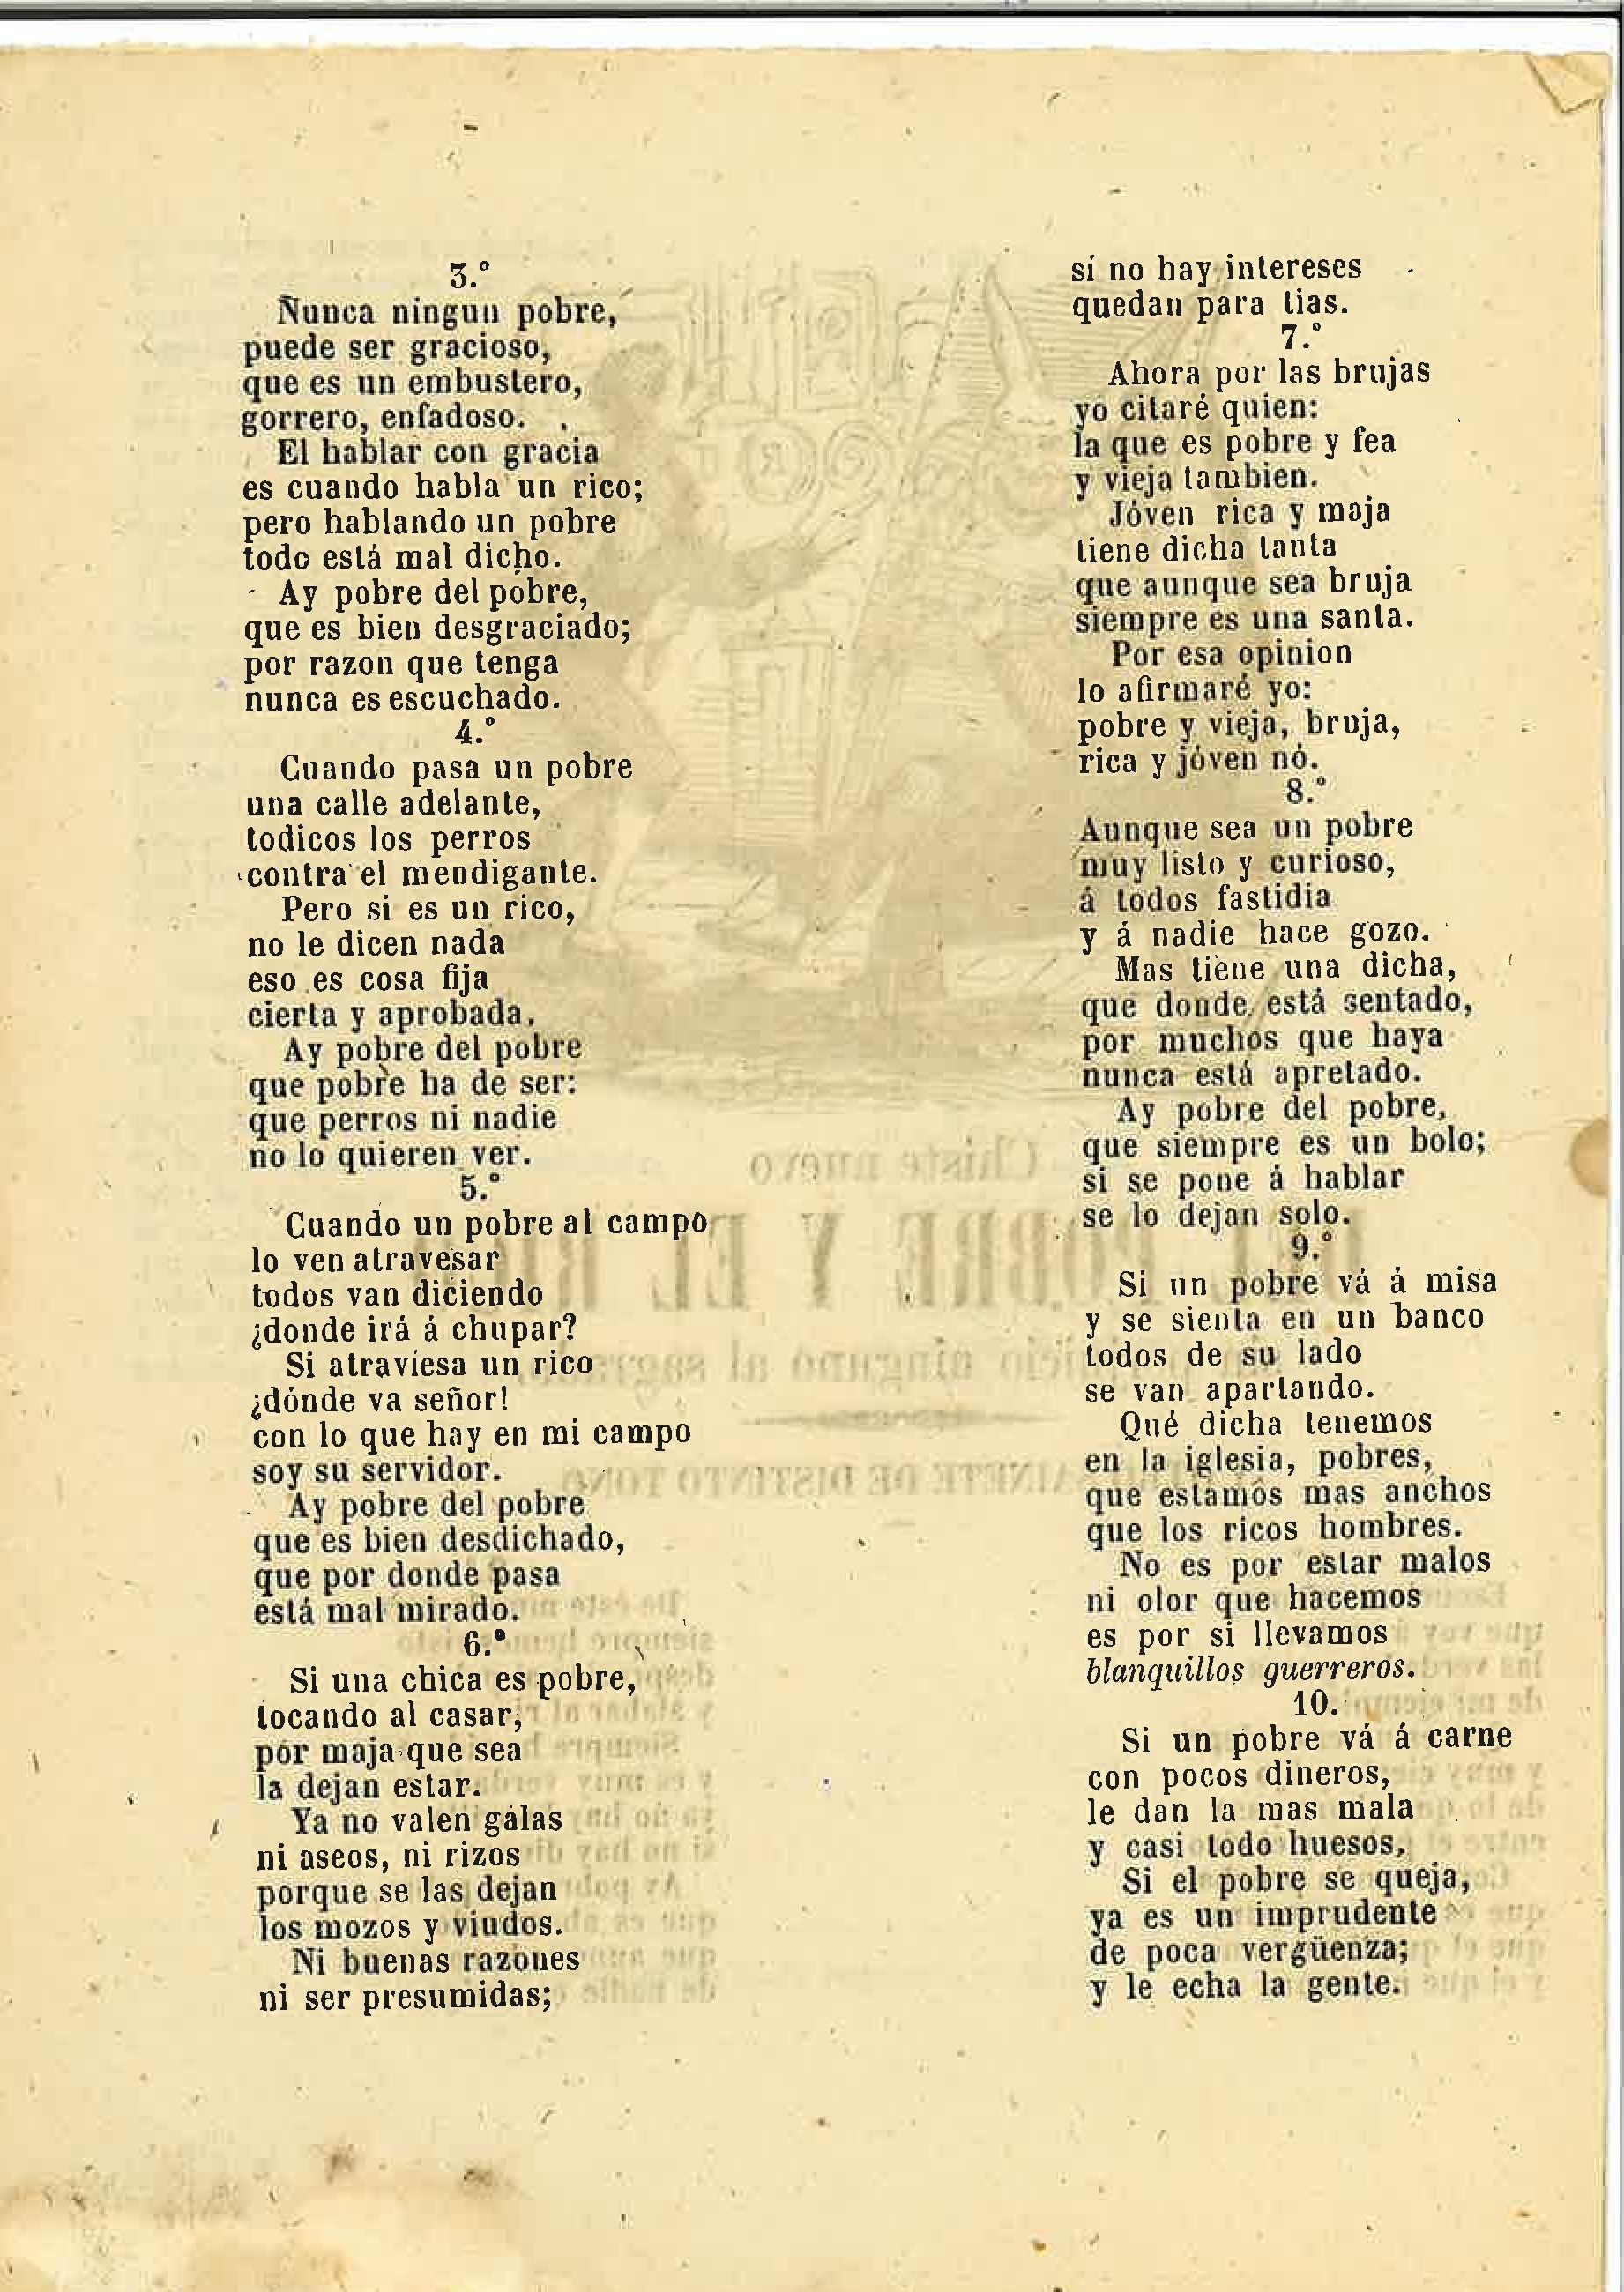 3.º
Nunca ningun pobre,
puede ser gracioso,
que es un embustero,
gorrero, enfadoso.
El hablar con gracia
es cuando habla un rico;
pero hablando un pobre
todo está mal dicho.
Ay pobre del pobre,
que es bien desgraciado;
por razon que tenga
nunca es escuchado.
4.º
Cuando pasa un pobre
una calle adelante,
todicos los perros
contra el mendigante.
Pero si es un rico,
no le dicen nada
eso es cosa fija
cierta y aprobada.
Ay pobre del pobre
que pobre ha de ser:
que perros ni nadie
no lo quieren ver.
5.º
Cuando un pobre al campo
lo ven atravesar
todos van diciendo
¿donde irá á chupar?
Si atraviesa un rico
¿dónde va señor!
con lo que hay en mi campo
soy su servidor.
Ay pobre del pobre
que es bien desdichado,
que por donde pasa
está mal mirado.
6.º
Si una chica es pobre,
tocando al casar,
por maja que sea
la dejan estar.
Ya no valen galas
ni aseos, ni rizos
porque se las dejan
los mozos y viudos.
Ni buenas razones
ni ser presumidas;
si no hay intereses
quedan para tias.
7.º
Ahora por las brujas
yo citaré quien:
la que es pobre y fea
y vieja tambien.
Jóven rica y maja
tiene dicha tanta
que aunque sea bruja
siempre es una santa.
Por esa opinion
lo afirmaré yo:
pobre y vieja, bruja,
rica y jóven nó.
8.º
Aunque sea un pobre
muy listo y curioso,
á todos fastidia
y á nadie hace gozo.
Mas tiene una dicha,
que donde está sentado,
por muchos que haya
nunca está apretado.
Ay pobre del pobre,
que siempre es un bolo;
si se pone á hablar
se lo dejan solo.
9.º
Si un pobre vá á misa
y se sienta en un banco
todos de su lado
se van apartando.
Qué dicha tenemos
en la iglesia, pobres,
que estamos mas anchos
que los ricos hombres.
No es por estar malos
ni olor que hacemos
es por si llevamos
blanquillos guerreros.
10.
Si un pobre vá á carne
con pocos dineros,
le dan la mas mala
y casi todo huesos,
Si el pobre se queja,
ya es un imprudente
de poca vergüenza;
y le echa la gente.